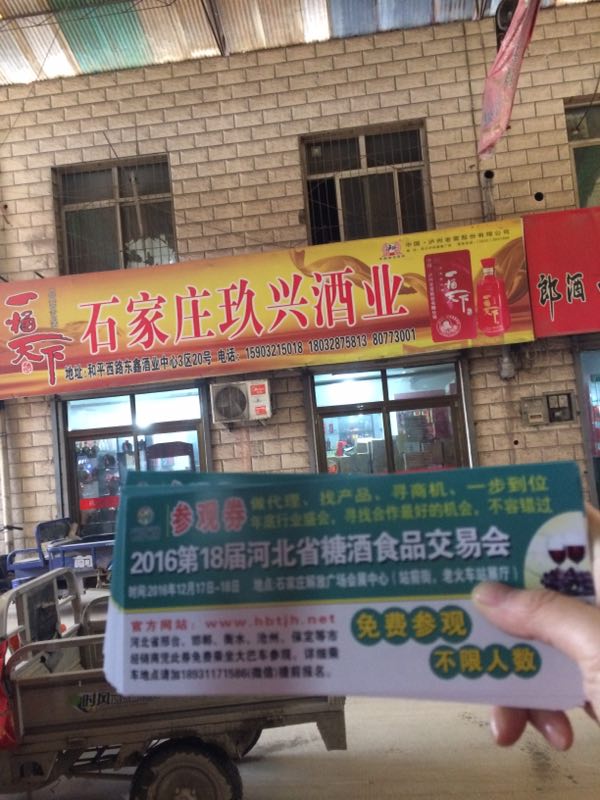 中国·泸州老窖股份有限公司
一福天下
石家庄玖兴酒业
一福天下
郎酒
地址:和平西路东鑫酒业中心3区20号 电话:15903215018 18032875813 80773001
参观券
做代理、找产品、寻商机、一步到位
年底行业盛会,寻找合作最好的机会,不容错过
2016第18届河北省糖酒食品交易会
时间:2016年12月17日-18日 地点:石家庄解放广场会展中心(站前街,老火车站展厅)
官方网站:www.hbtjh.net
河北省邢台、邯郸、衡水、沧州、保定等市
经销商凭此券免费乘坐大巴车参观,详细乘
车地点请加18931171586(微信)提前报名。
免费参观
不限人数
时风